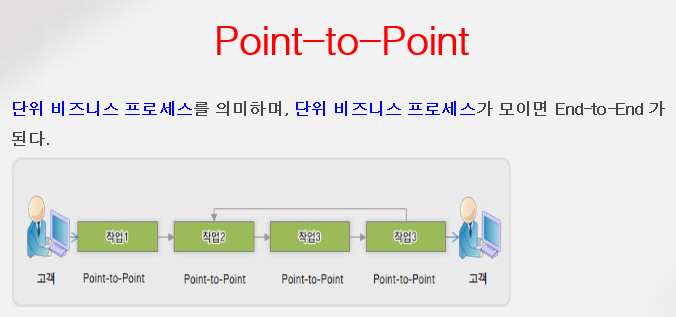 Point-to-Point
단위 비즈니스 프로세스를 의미하며, 단위 비즈니스 프로세스가 모이면 End-to-End 가
된다.
작업1 작업2 작업3 작업3
고객 Point-to-Point Point-to-Point Point-to-Point Point-to-Point 고객